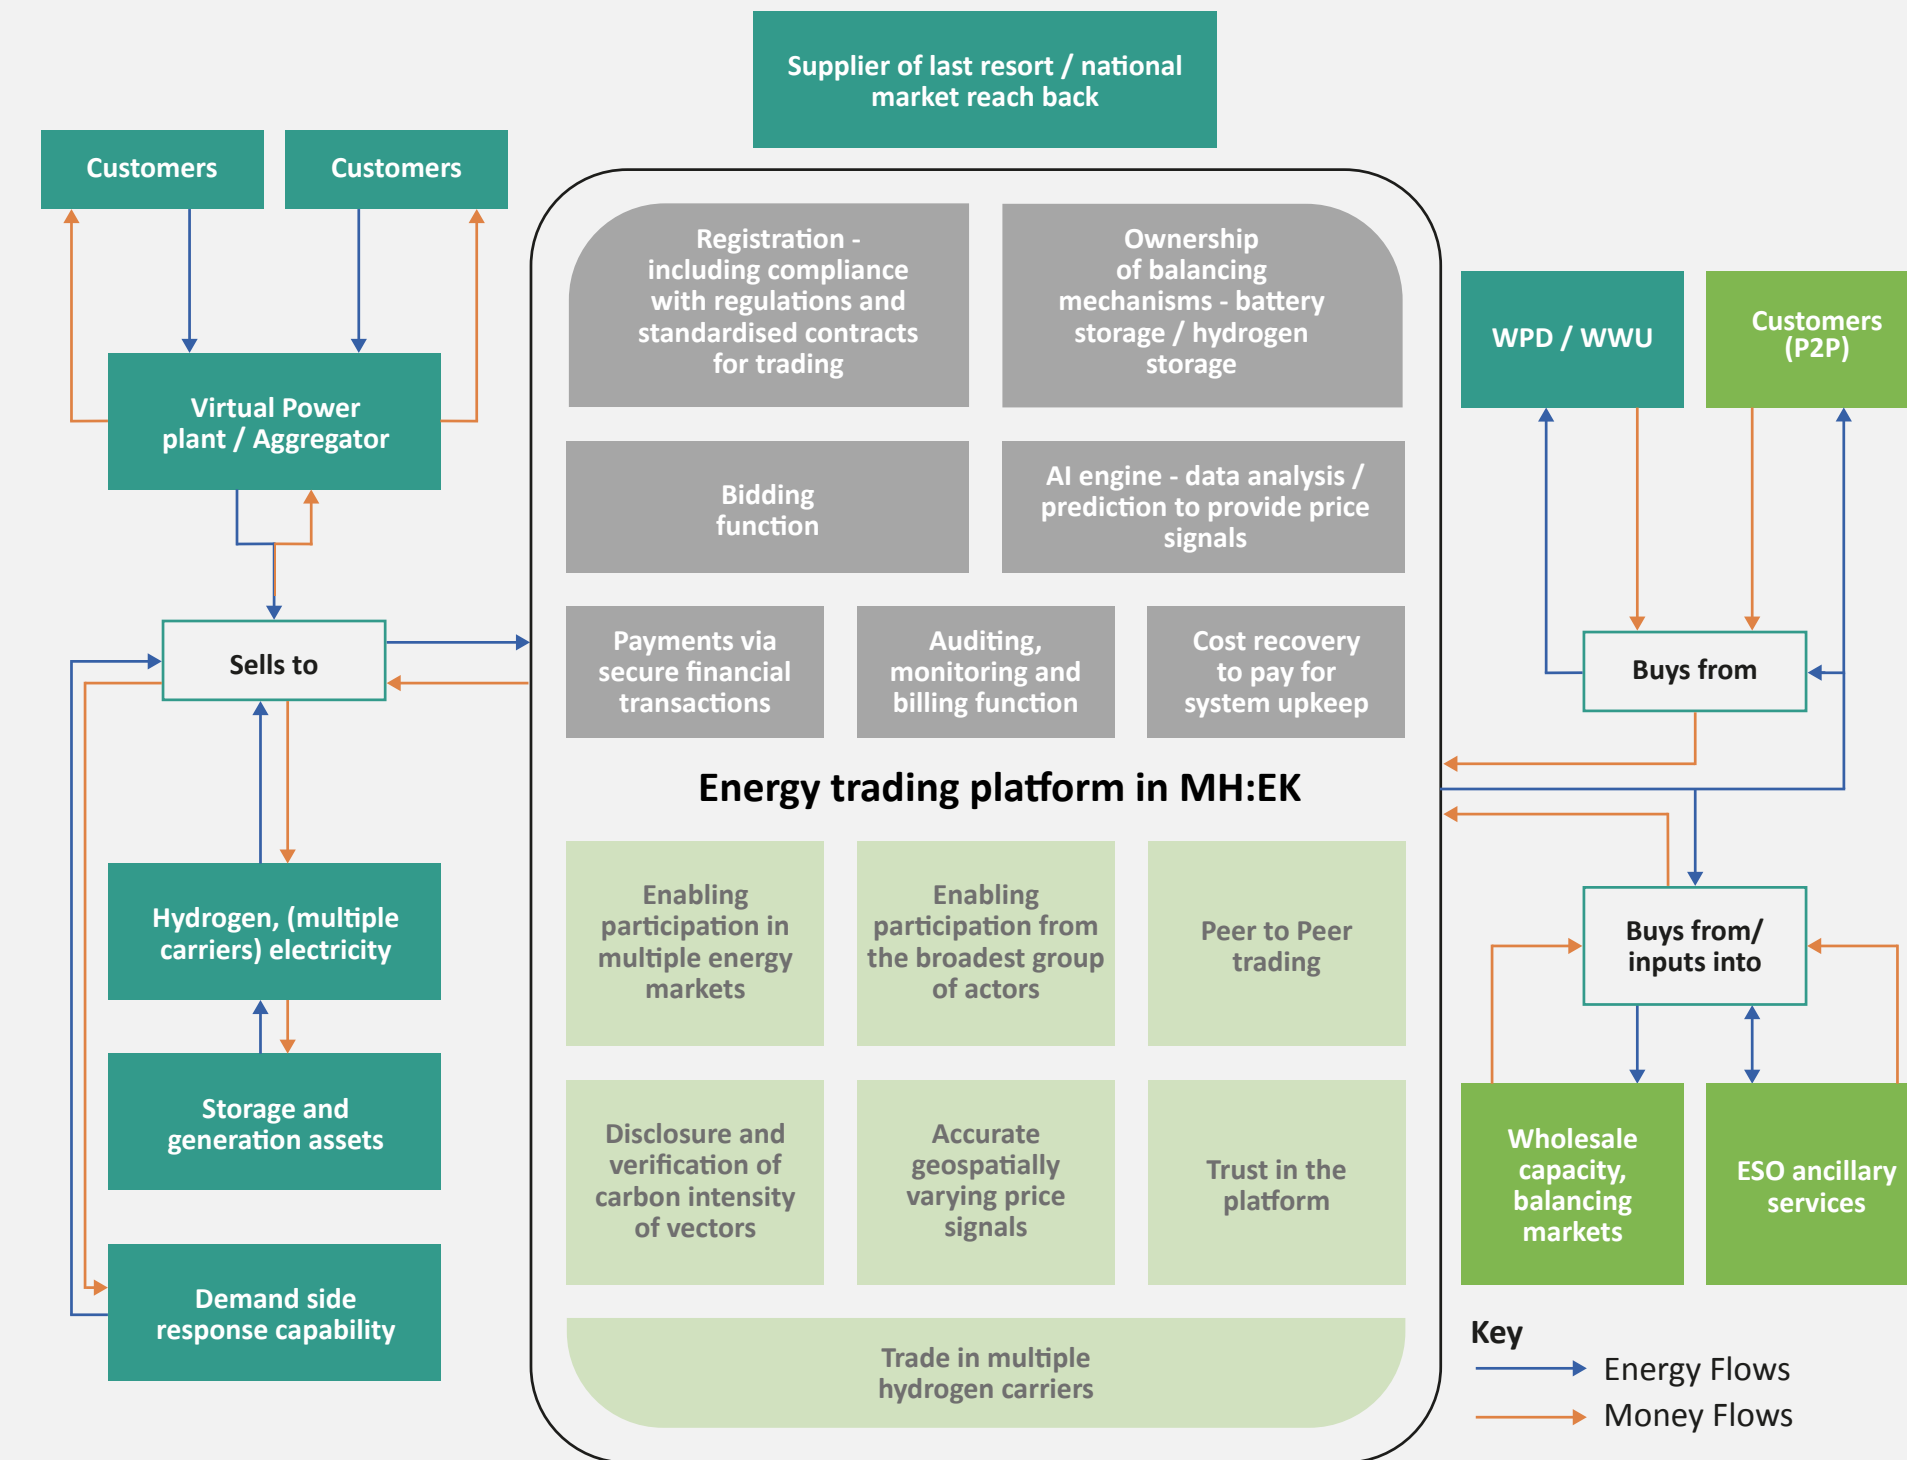 Supplier of last resort / national
market reach back
Customers
Customers
Virtual Power
plant / Aggregator
Sells to
Hydrogen, (multiple
carriers) electricity
Storage and
generation assets
Demand side
response capability
Registration -
including compliance
with regulations and
standardised contracts
for trading
Ownership
of balancing
mechanisms - battery
storage / hydrogen
storage
Bidding
function
AI engine - data analysis /
prediction to provide price
signals
Payments via
secure financial
transactions
Auditing,
monitoring and
billing function
Cost recovery
to pay for
system upkeep
Energy trading platform in MH:EK
Enabling
participation in
multiple energy
markets
Enabling
participation from
the broadest group
of actors
Peer to Peer
trading
Disclosure and
verification of
carbon intensity
of vectors
Accurate
geospatially
varying price
signals
Trust in the
platform
Trade in multiple
hydrogen carriers
WPD / WWU
Customers
(P2P)
Buys from
Buys from/
inputs into
Wholesale
capacity,
balancing
markets
ESO ancillary
services
Key
Energy Flows
Money Flows